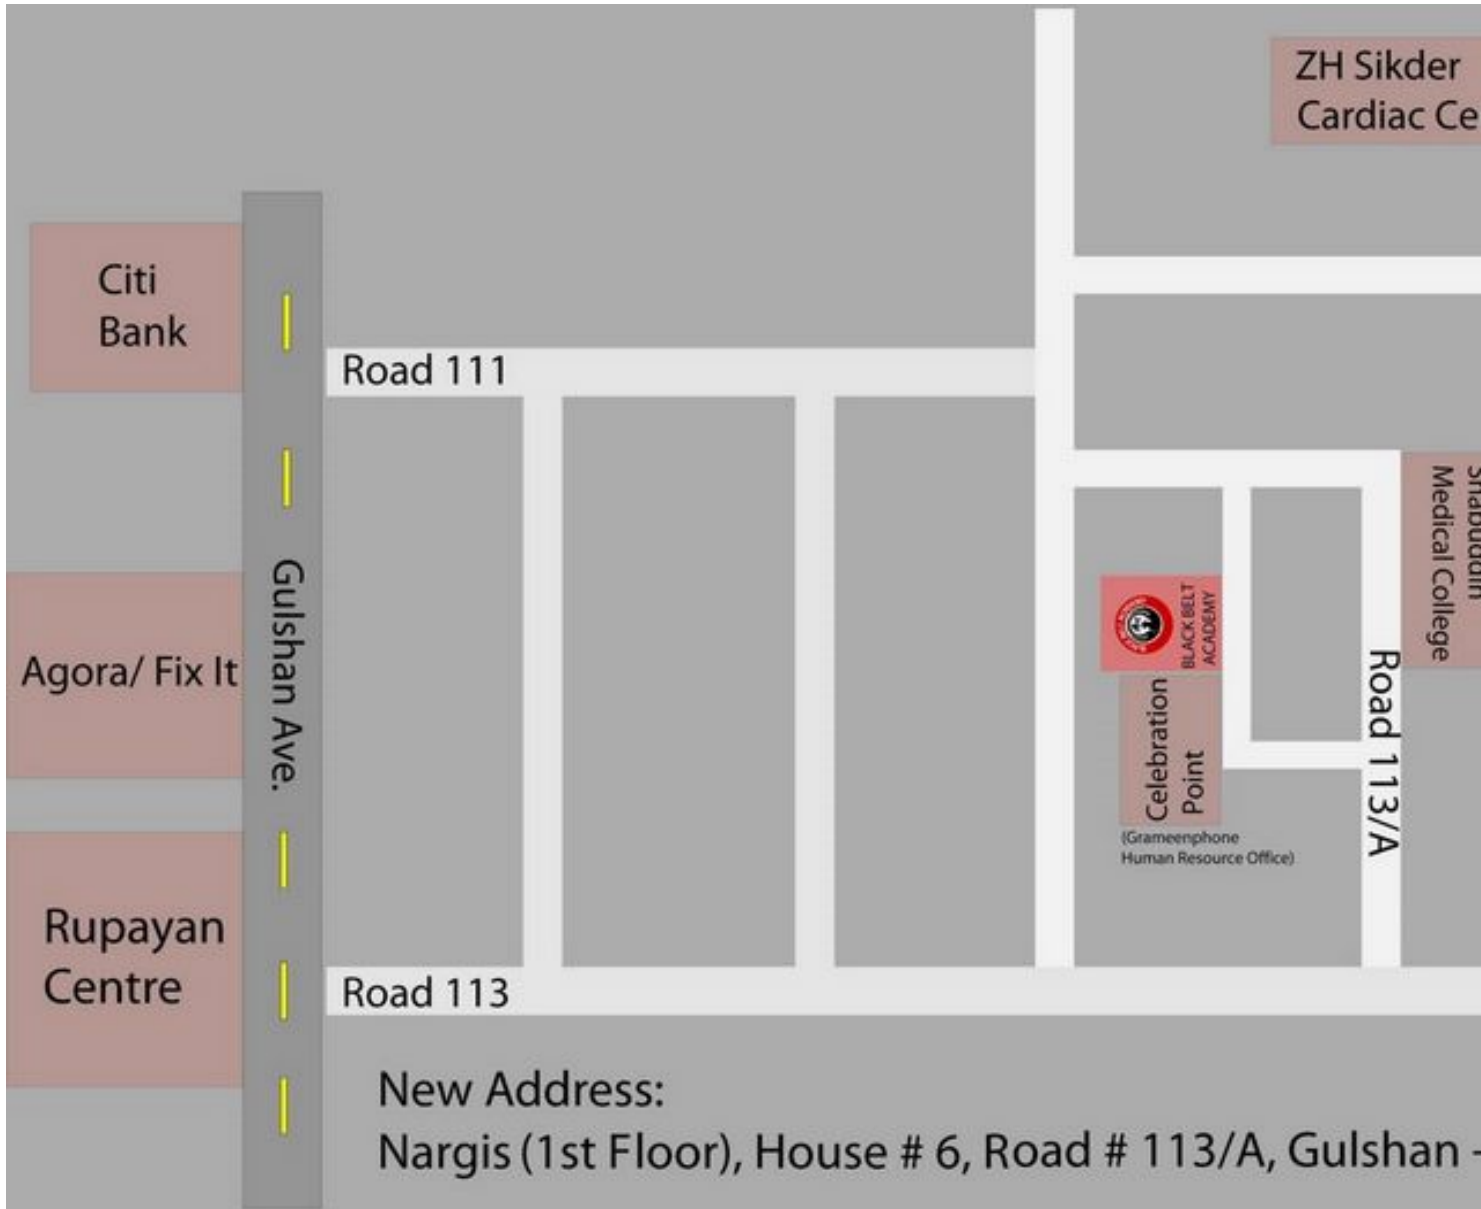 ZH Sikder
Cardiac Ce
Citi
Bank
Road 111
Shabuddin
Medical College
Gulshan Ave.
BLACK BELT
ACADEMY
Agora/ Fix It
Road 113/A
Celebration
Point
(Grameenphone
Human Resource Office)
Rupayan
Centre
Road 113
New Address:
Nargis (1st Floor), House # 6, Road # 113/A, Gulshan -